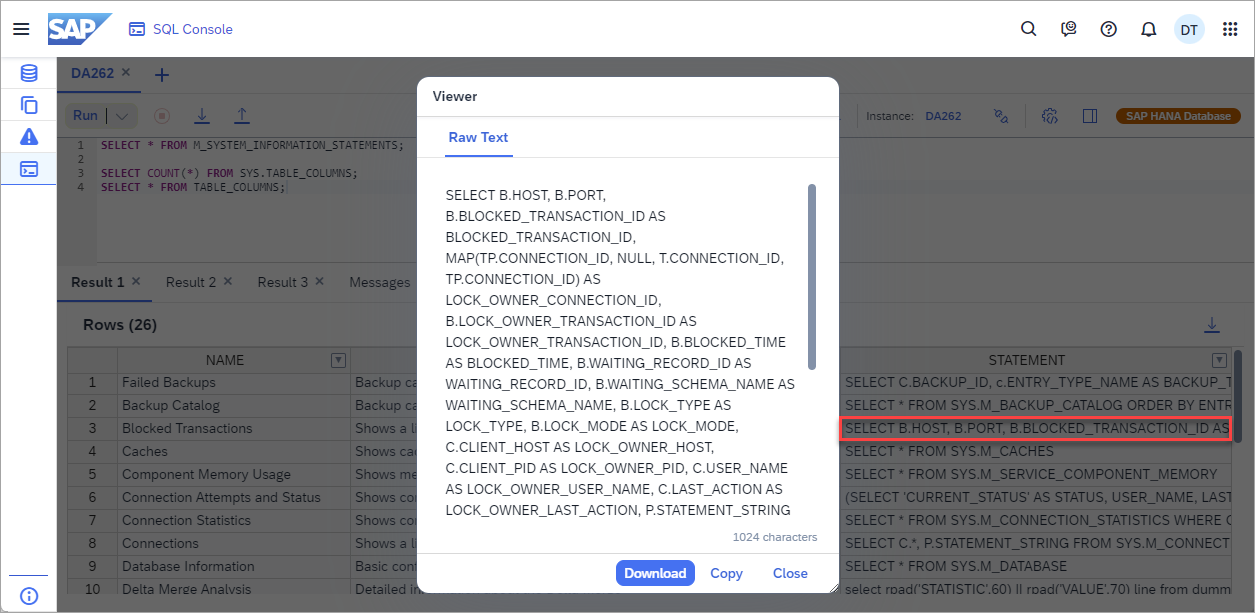 SAP SQL Console DT
DA262
Run Instance: DA262 SAP HANA Database
1 SELECT * FROM M_SYSTEM_INFORMATION_STATEMENTS;
2
3 SELECT COUNT(*) FROM SYS.TABLE_COLUMNS;
4 SELECT * FROM TABLE_COLUMNS;
Result 1 Result 2 Result 3 Messages
Rows (26)
NAME STATEMENT
1 Failed Backups Backup ca SELECT C.BACKUP_ID, c.ENTRY_TYPE_NAME AS BACKUP_T
2 Backup Catalog Backup ca SELECT * FROM SYS.M_BACKUP_CATALOG ORDER BY ENTR
3 Blocked Transactions Shows a li SELECT B.HOST, B.PORT, B.BLOCKED_TRANSACTION_ID AS
4 Caches Shows cac SELECT * FROM SYS.M_CACHES
5 Component Memory Usage Shows me SELECT * FROM SYS.M_SERVICE_COMPONENT_MEMORY
6 Connection Attempts and Status Shows con (SELECT 'CURRENT_STATUS' AS STATUS, USER_NAME, LAST
7 Connection Statistics Shows con SELECT * FROM SYS.M_CONNECTION_STATISTICS WHERE C
8 Connections Shows a li SELECT C.*, P.STATEMENT_STRING FROM SYS.M_CONNECT
9 Database Information Basic conf SELECT * FROM SYS.M_DATABASE
10 Delta Merge Analysis Detailed in select rpad('STATISTIC',60) || rpad('VALUE',70) line from dumm
Viewer
Raw Text
SELECT B.HOST, B.PORT,
B.BLOCKED_TRANSACTION_ID AS
BLOCKED_TRANSACTION_ID,
MAP(TP.CONNECTION_ID, NULL, T.CONNECTION_ID,
TP.CONNECTION_ID) AS
LOCK_OWNER_CONNECTION_ID,
B.LOCK_OWNER_TRANSACTION_ID AS
LOCK_OWNER_TRANSACTION_ID, B.BLOCKED_TIME
AS BLOCKED_TIME, B.WAITING_RECORD_ID AS
WAITING_RECORD_ID, B.WAITING_SCHEMA_NAME AS
WAITING_SCHEMA_NAME, B.LOCK_TYPE AS
LOCK_TYPE, B.LOCK_MODE AS LOCK_MODE,
C.CLIENT_HOST AS LOCK_OWNER_HOST,
C.CLIENT_PID AS LOCK_OWNER_PID, C.USER_NAME
AS LOCK_OWNER_USER_NAME, C.LAST_ACTION AS
LOCK_OWNER_LAST_ACTION, P.STATEMENT_STRING
1024 characters
Download Copy Close